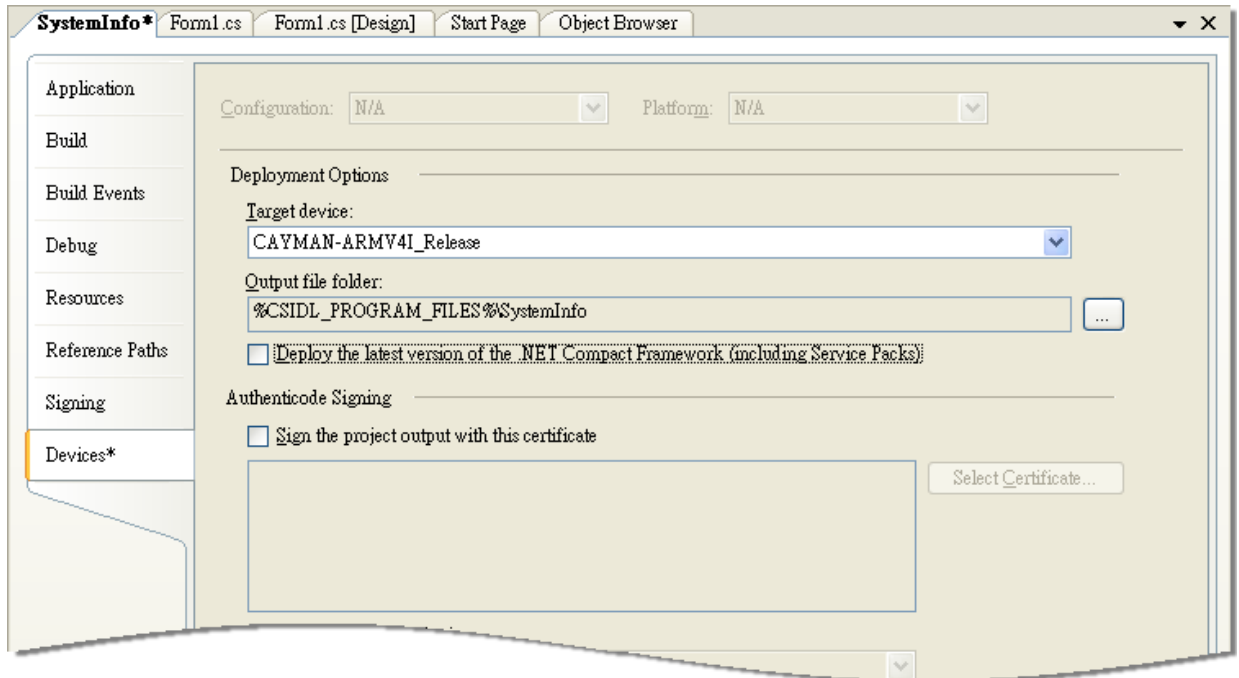 SystemInfo* Form1.cs Form1.cs [Design] Start Page Object Browser
Application
Configuration: N/A Platform: N/A
Build
Deployment Options
Build Events
Target device:
Debug
CAYMAN-ARMV4I_Release
Output file folder:
Resources
%CSIDL_PROGRAM_FILES%\SystemInfo ...
Reference Paths
Deploy the latest version of the .NET Compact Framework (including Service Packs)
Signing
Authenticode Signing
Sign the project output with this certificate
Devices*
Select Certificate...